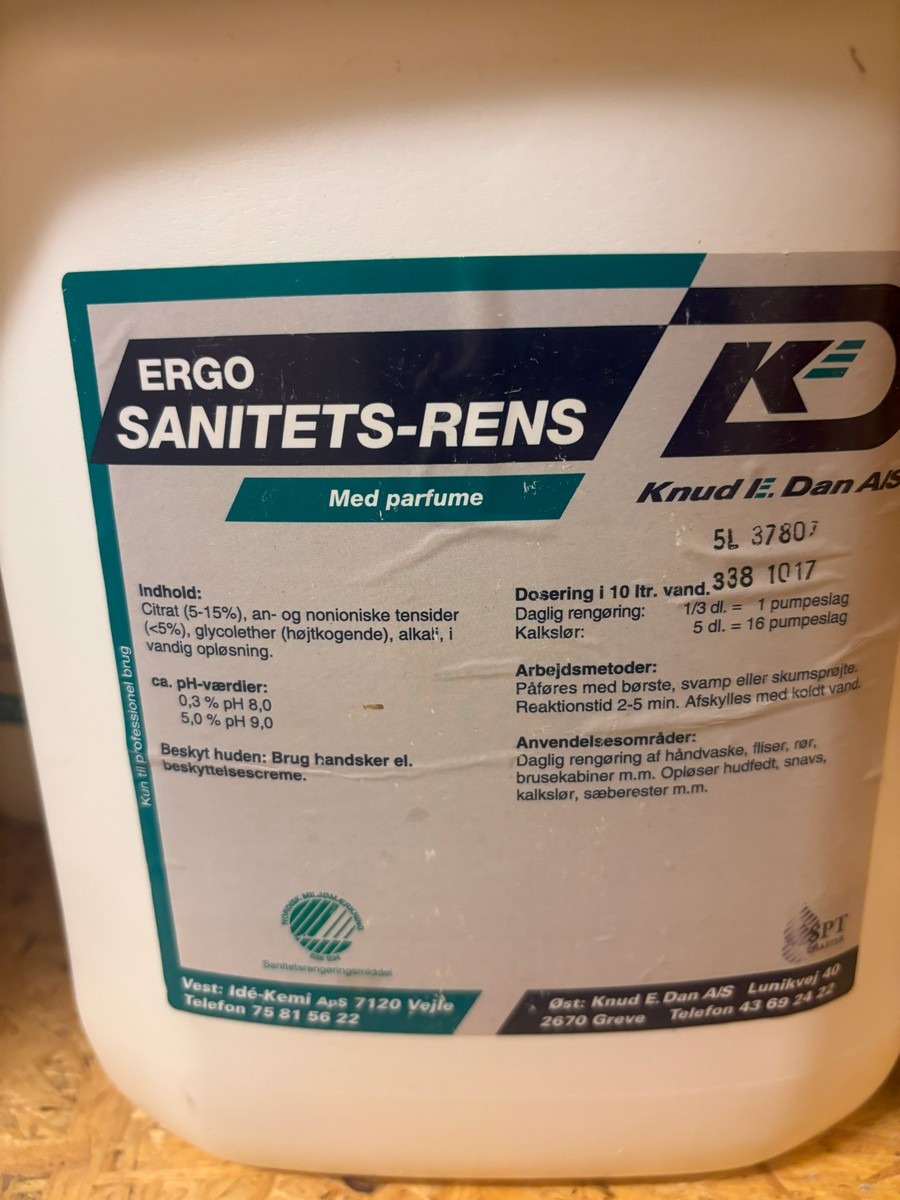 ERGO
SANITETS-RENS
Med parfume
KE
Knud E. Dan A/S
5L 37807
338 1017
Indhold:
Citrat (5-15%), an- og nonioniske tensider
(<5%), glycolether (højtkogende), alkali, i
vandig opløsning.
ca. pH-værdier:
0,3 % pH 8,0
5,0 % pH 9,0
Beskyt huden: Brug handsker el.
beskyttelsescreme.
Kun til professionel brug
Dosering i 10 ltr. vand.
Daglig rengøring: 1/3 dl. = 1 pumpeslag
Kalkslør: 5 dl. = 16 pumpeslag
Arbejdsmetoder:
Påføres med børste, svamp eller skumsprøjte.
Reaktionstid 2-5 min. Afskylles med koldt vand.
Anvendelsesområder:
Daglig rengøring af håndvaske, fliser, rør,
brusekabiner m.m. Opløser hudfedt, snavs,
kalkslør, sæberester m.m.
NORDISK MILJØMÆRKNING
Sanitetsrengøringsmiddel
SPT
Vest: Idé-Kemi ApS 7120 Vejle
Telefon 75 81 56 22
Øst: Knud E. Dan A/S Lunikvej 40
2670 Greve Telefon 43 69 24 22